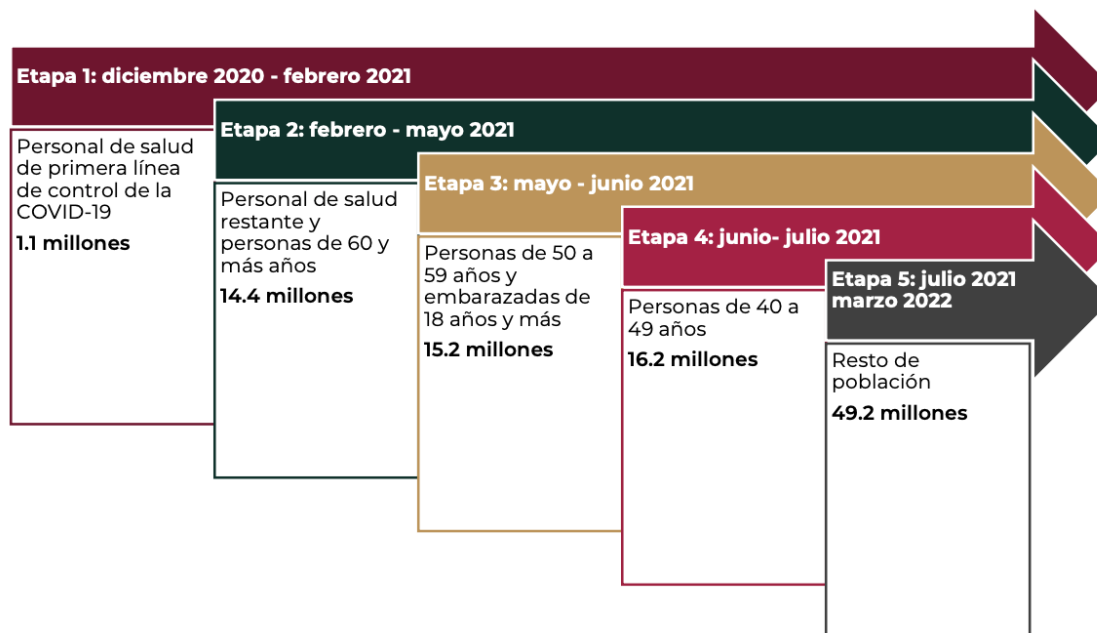 Etapa 1: diciembre 2020 - febrero 2021
Personal de salud
de primera línea
de control de la
COVID-19
1.1 millones
Etapa 2: febrero - mayo 2021
Personal de salud
restante y
personas de 60 y
más años
14.4 millones
Etapa 3: mayo - junio 2021
Personas de 50 a
59 años y
embarazadas de
18 años y más
15.2 millones
Etapa 4: junio- julio 2021
Personas de 40 a
49 años
16.2 millones
Etapa 5: julio 2021
marzo 2022
Resto de
población
49.2 millones